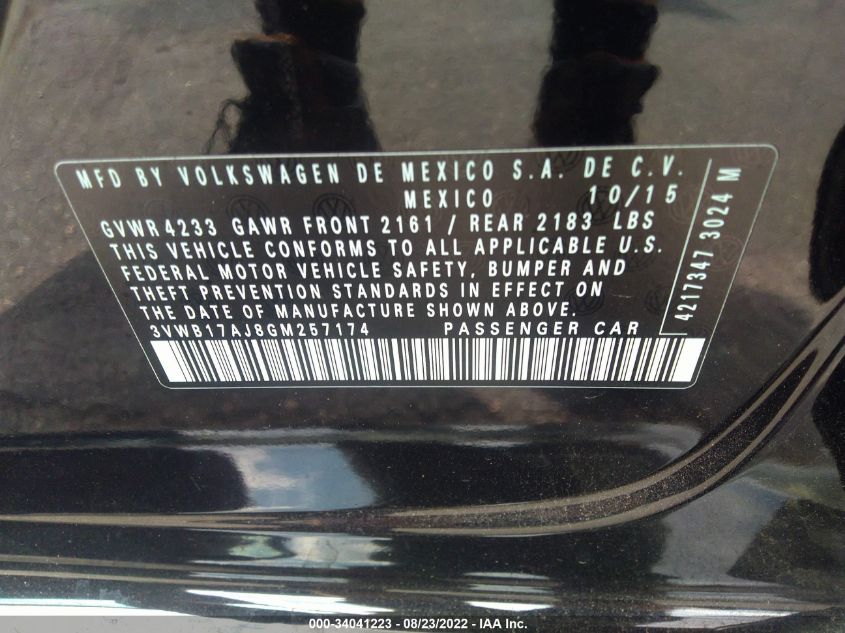 MFD BY VOLKSWAGEN DE MEXICO S.A. DE C.V.
MEXICO 10/15
GVWR 4233 GAWR FRONT 2161 / REAR 2183 LBS
THIS VEHICLE CONFORMS TO ALL APPLICABLE U.S.
FEDERAL MOTOR VEHICLE SAFETY, BUMPER AND
THEFT PREVENTION STANDARDS IN EFFECT ON
THE DATE OF MANUFACTURE SHOWN ABOVE.
3VWB17AJ8GM257174 PASSENGER CAR
4217347 3024 M
000-34041223 - 08/23/2022 - IAA Inc.